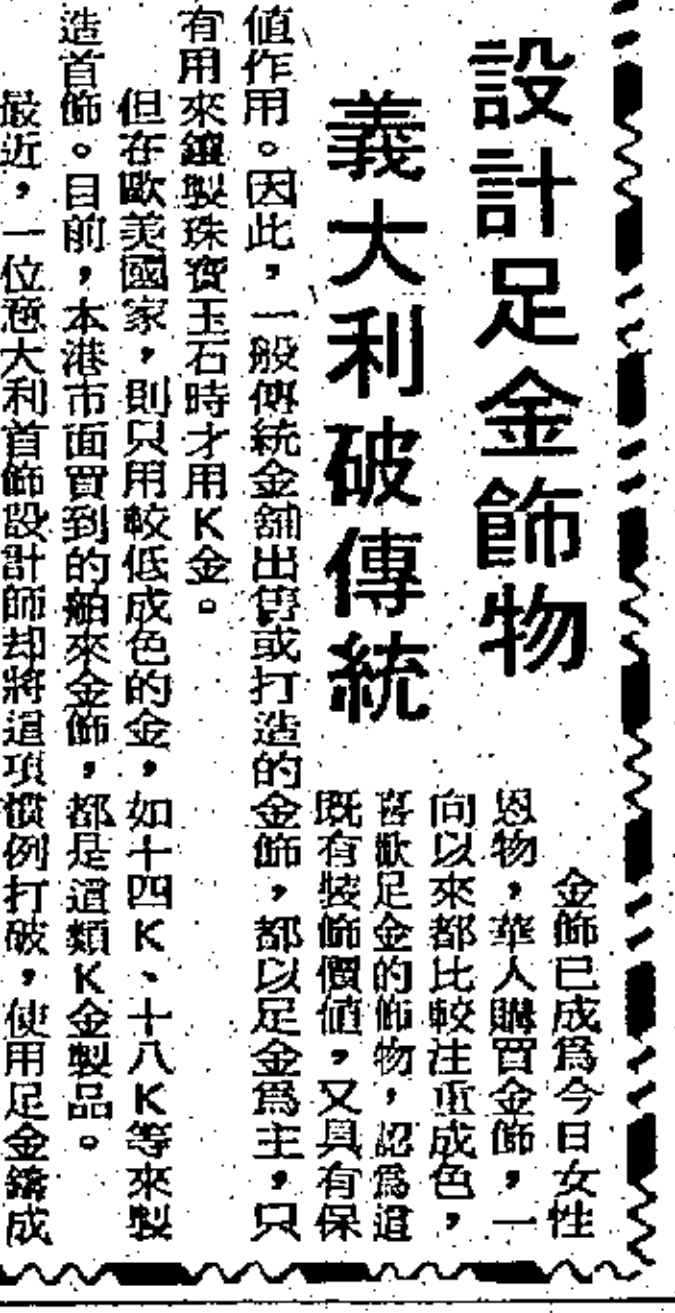 設計足金飾物
義大利破傳統
金飾已成為今日女性
恩物，華人購買金飾，一
向以來都比較注重成色，
喜歡足金的飾物，認為這
既有裝飾價值，又具有保
值作用。因此，一般傳統金舖出售或打造的金飾，都以足金為主，只
有用來鑲製珠寶玉石時才用K金。
但在歐美國家，則只用較低成色的金，如十四K、十八K等來製
造首飾。目前，本港市面買到的舶來金飾，都是這類K金製品。
最近，一位意大利首飾設計師却將這項慣例打破，使用足金鑄成